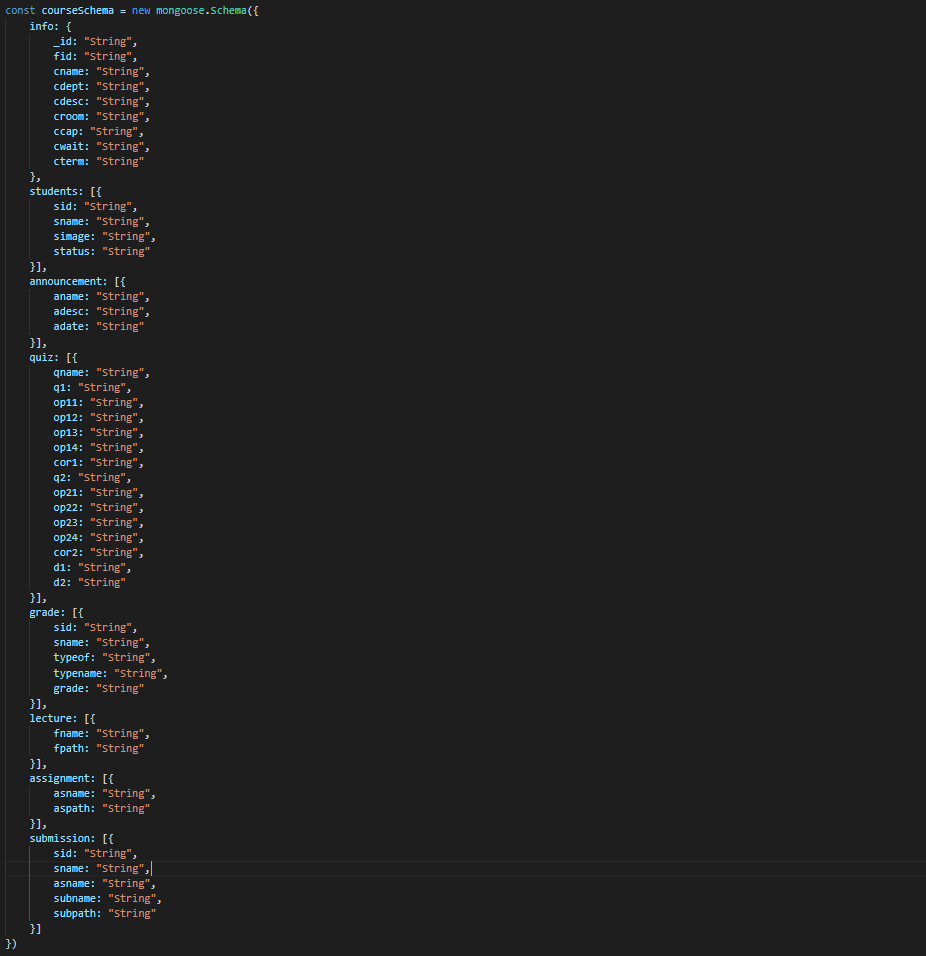 const courseSchema = new mongoose.Schema({
    info: {
        _id: "String",
        fid: "String",
        cname: "String",
        cdept: "String",
        cdesc: "String",
        croom: "String",
        ccap: "String",
        cwait: "String",
        cterm: "String"
    },
    students: [{
        sid: "String",
        sname: "String",
        simage: "String",
        status: "String"
    }],
    announcement: [{
        aname: "String",
        adesc: "String",
        adate: "String"
    }],
    quiz: [{
        qname: "String",
        q1: "String",
        op11: "String",
        op12: "String",
        op13: "String",
        op14: "String",
        cor1: "String",
        q2: "String",
        op21: "String",
        op22: "String",
        op23: "String",
        op24: "String",
        cor2: "String",
        d1: "String",
        d2: "String"
    }],
    grade: [{
        sid: "String",
        sname: "String",
        typeof: "String",
        typename: "String",
        grade: "String"
    }],
    lecture: [{
        fname: "String",
        fpath: "String"
    }],
    assignment: [{
        asname: "String",
        aspath: "String"
    }],
    submission: [{
        sid: "String",
        sname: "String",
        asname: "String",
        subname: "String",
        subpath: "String"
    }]
})